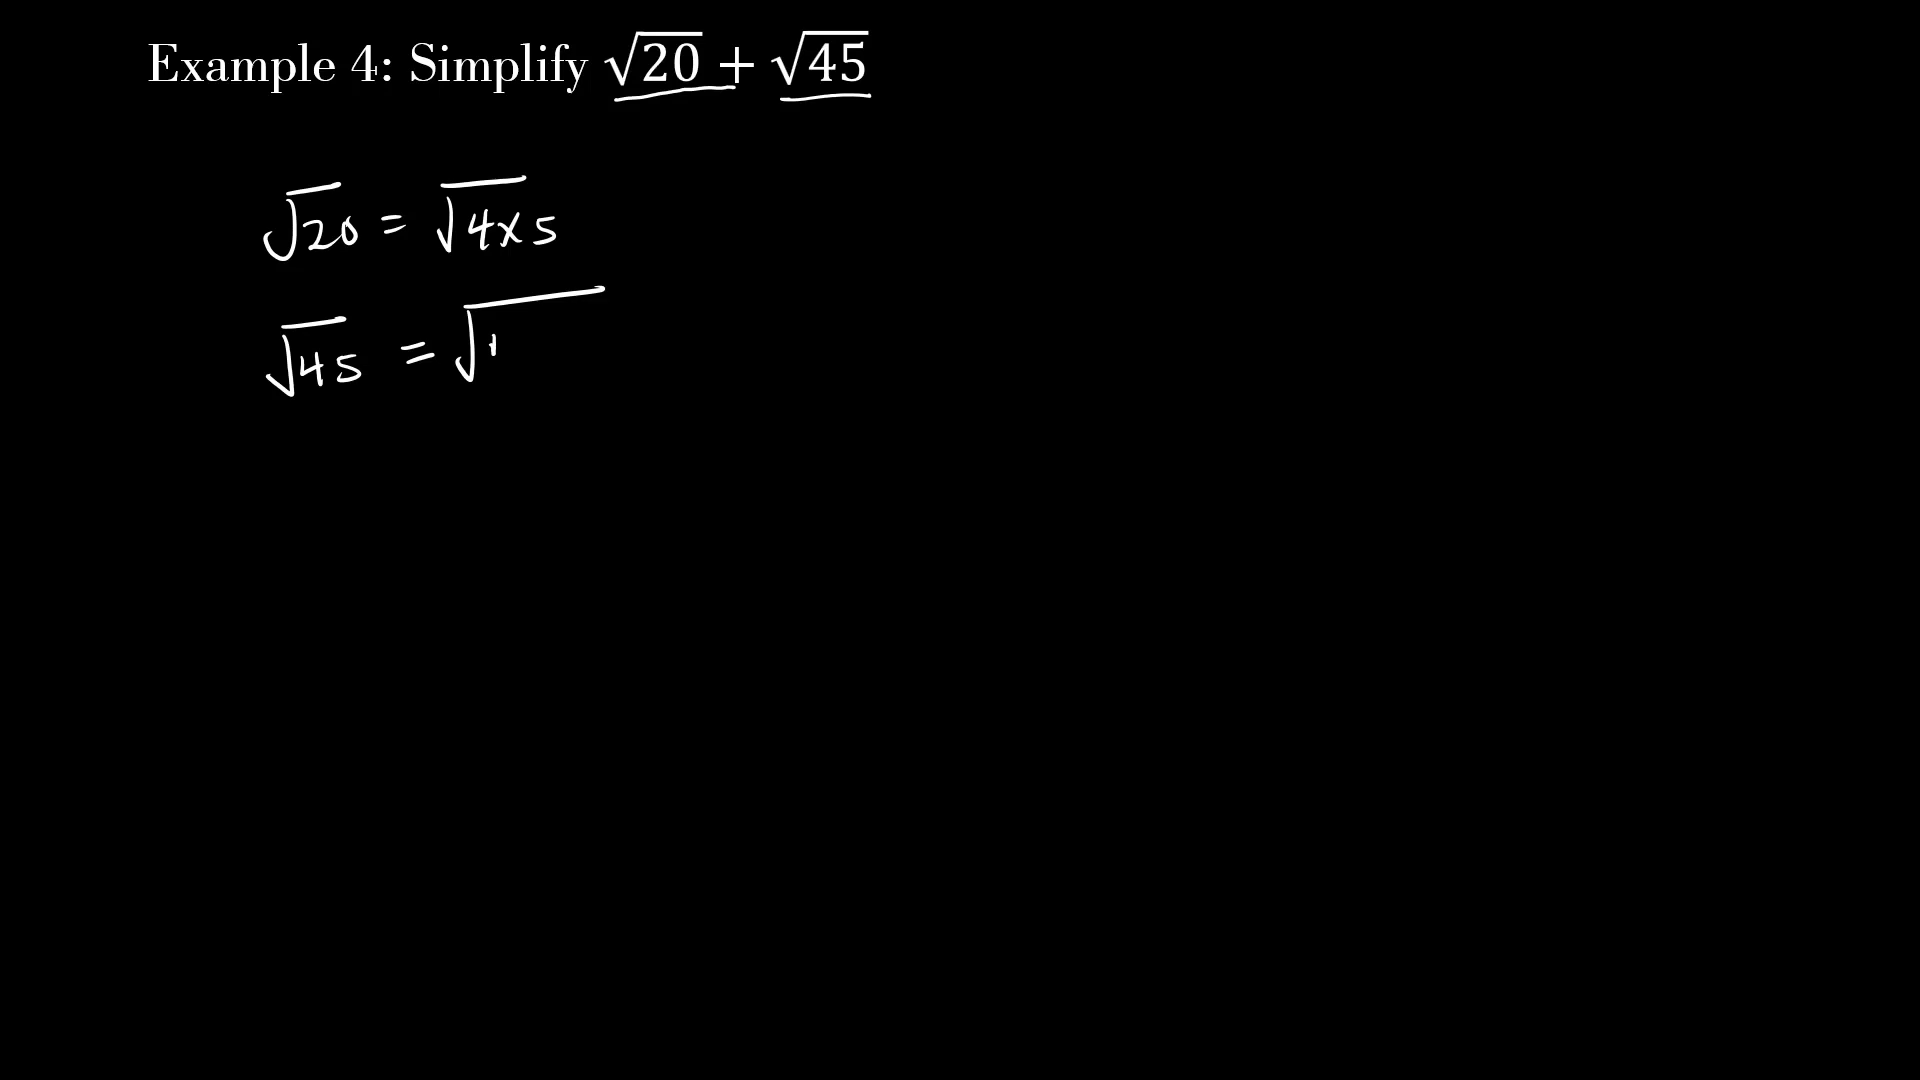 Example 4: Simplify √20 + √45
√20 = √4x5
√45 = √